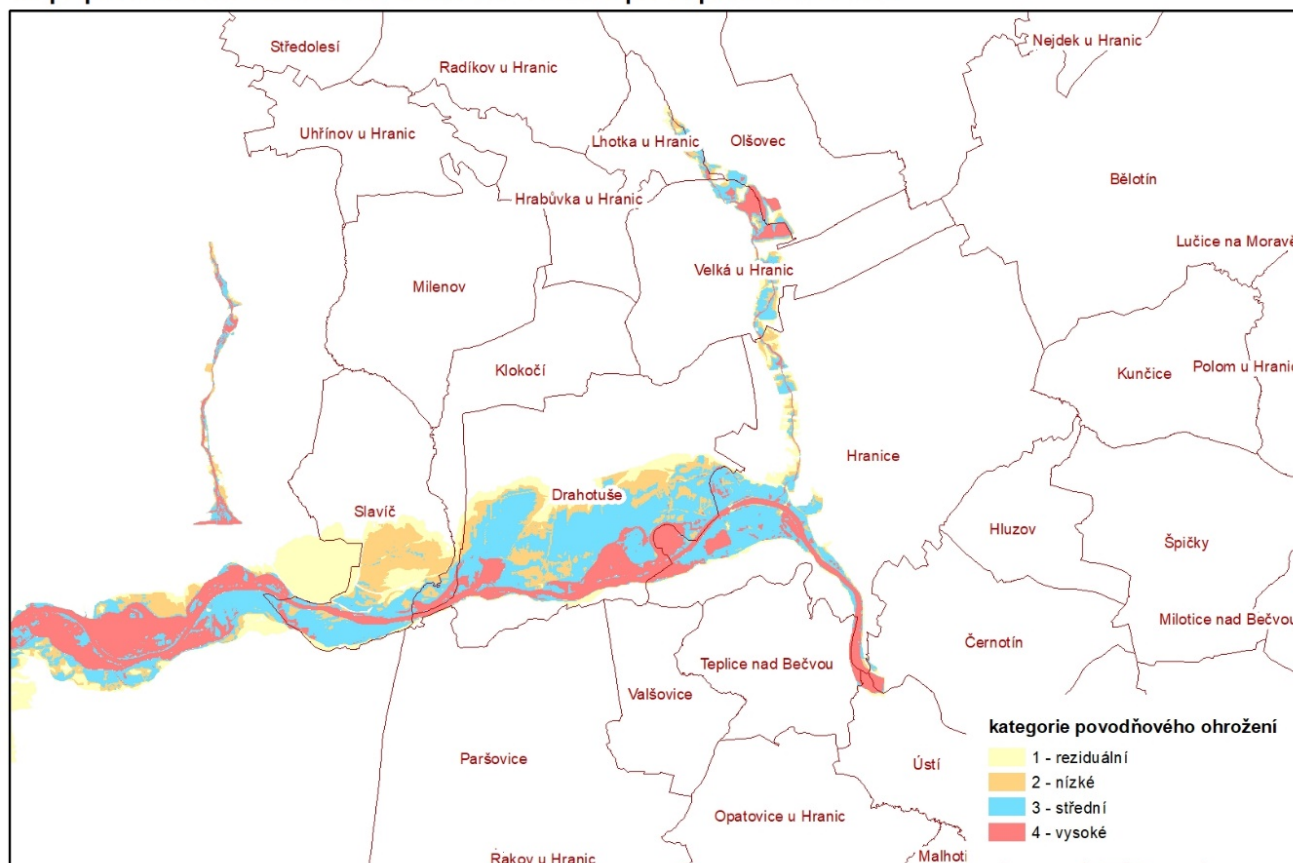 Středolesí
Nejdek u Hranic
Radíkov u Hranic
Uhřínov u Hranic
Lhotka u Hranic
Olšovec
Bělotín
Hrabůvka u Hranic
Lučice na Moravě
Velká u Hranic
Milenov
Klokočí
Kunčice
Polom u Hranic
Hranice
Drahotuše
Slavíč
Hluzov
Špičky
Milotice nad Bečvou
Černotín
Teplice nad Bečvou
Valšovice
kategorie povodňového ohrožení
1 - reziduální
Paršovice
Ústí
2 - nízké
3 - střední
Opatovice u Hranic
4 - vysoké
Rakov u Hranic
Malhoti